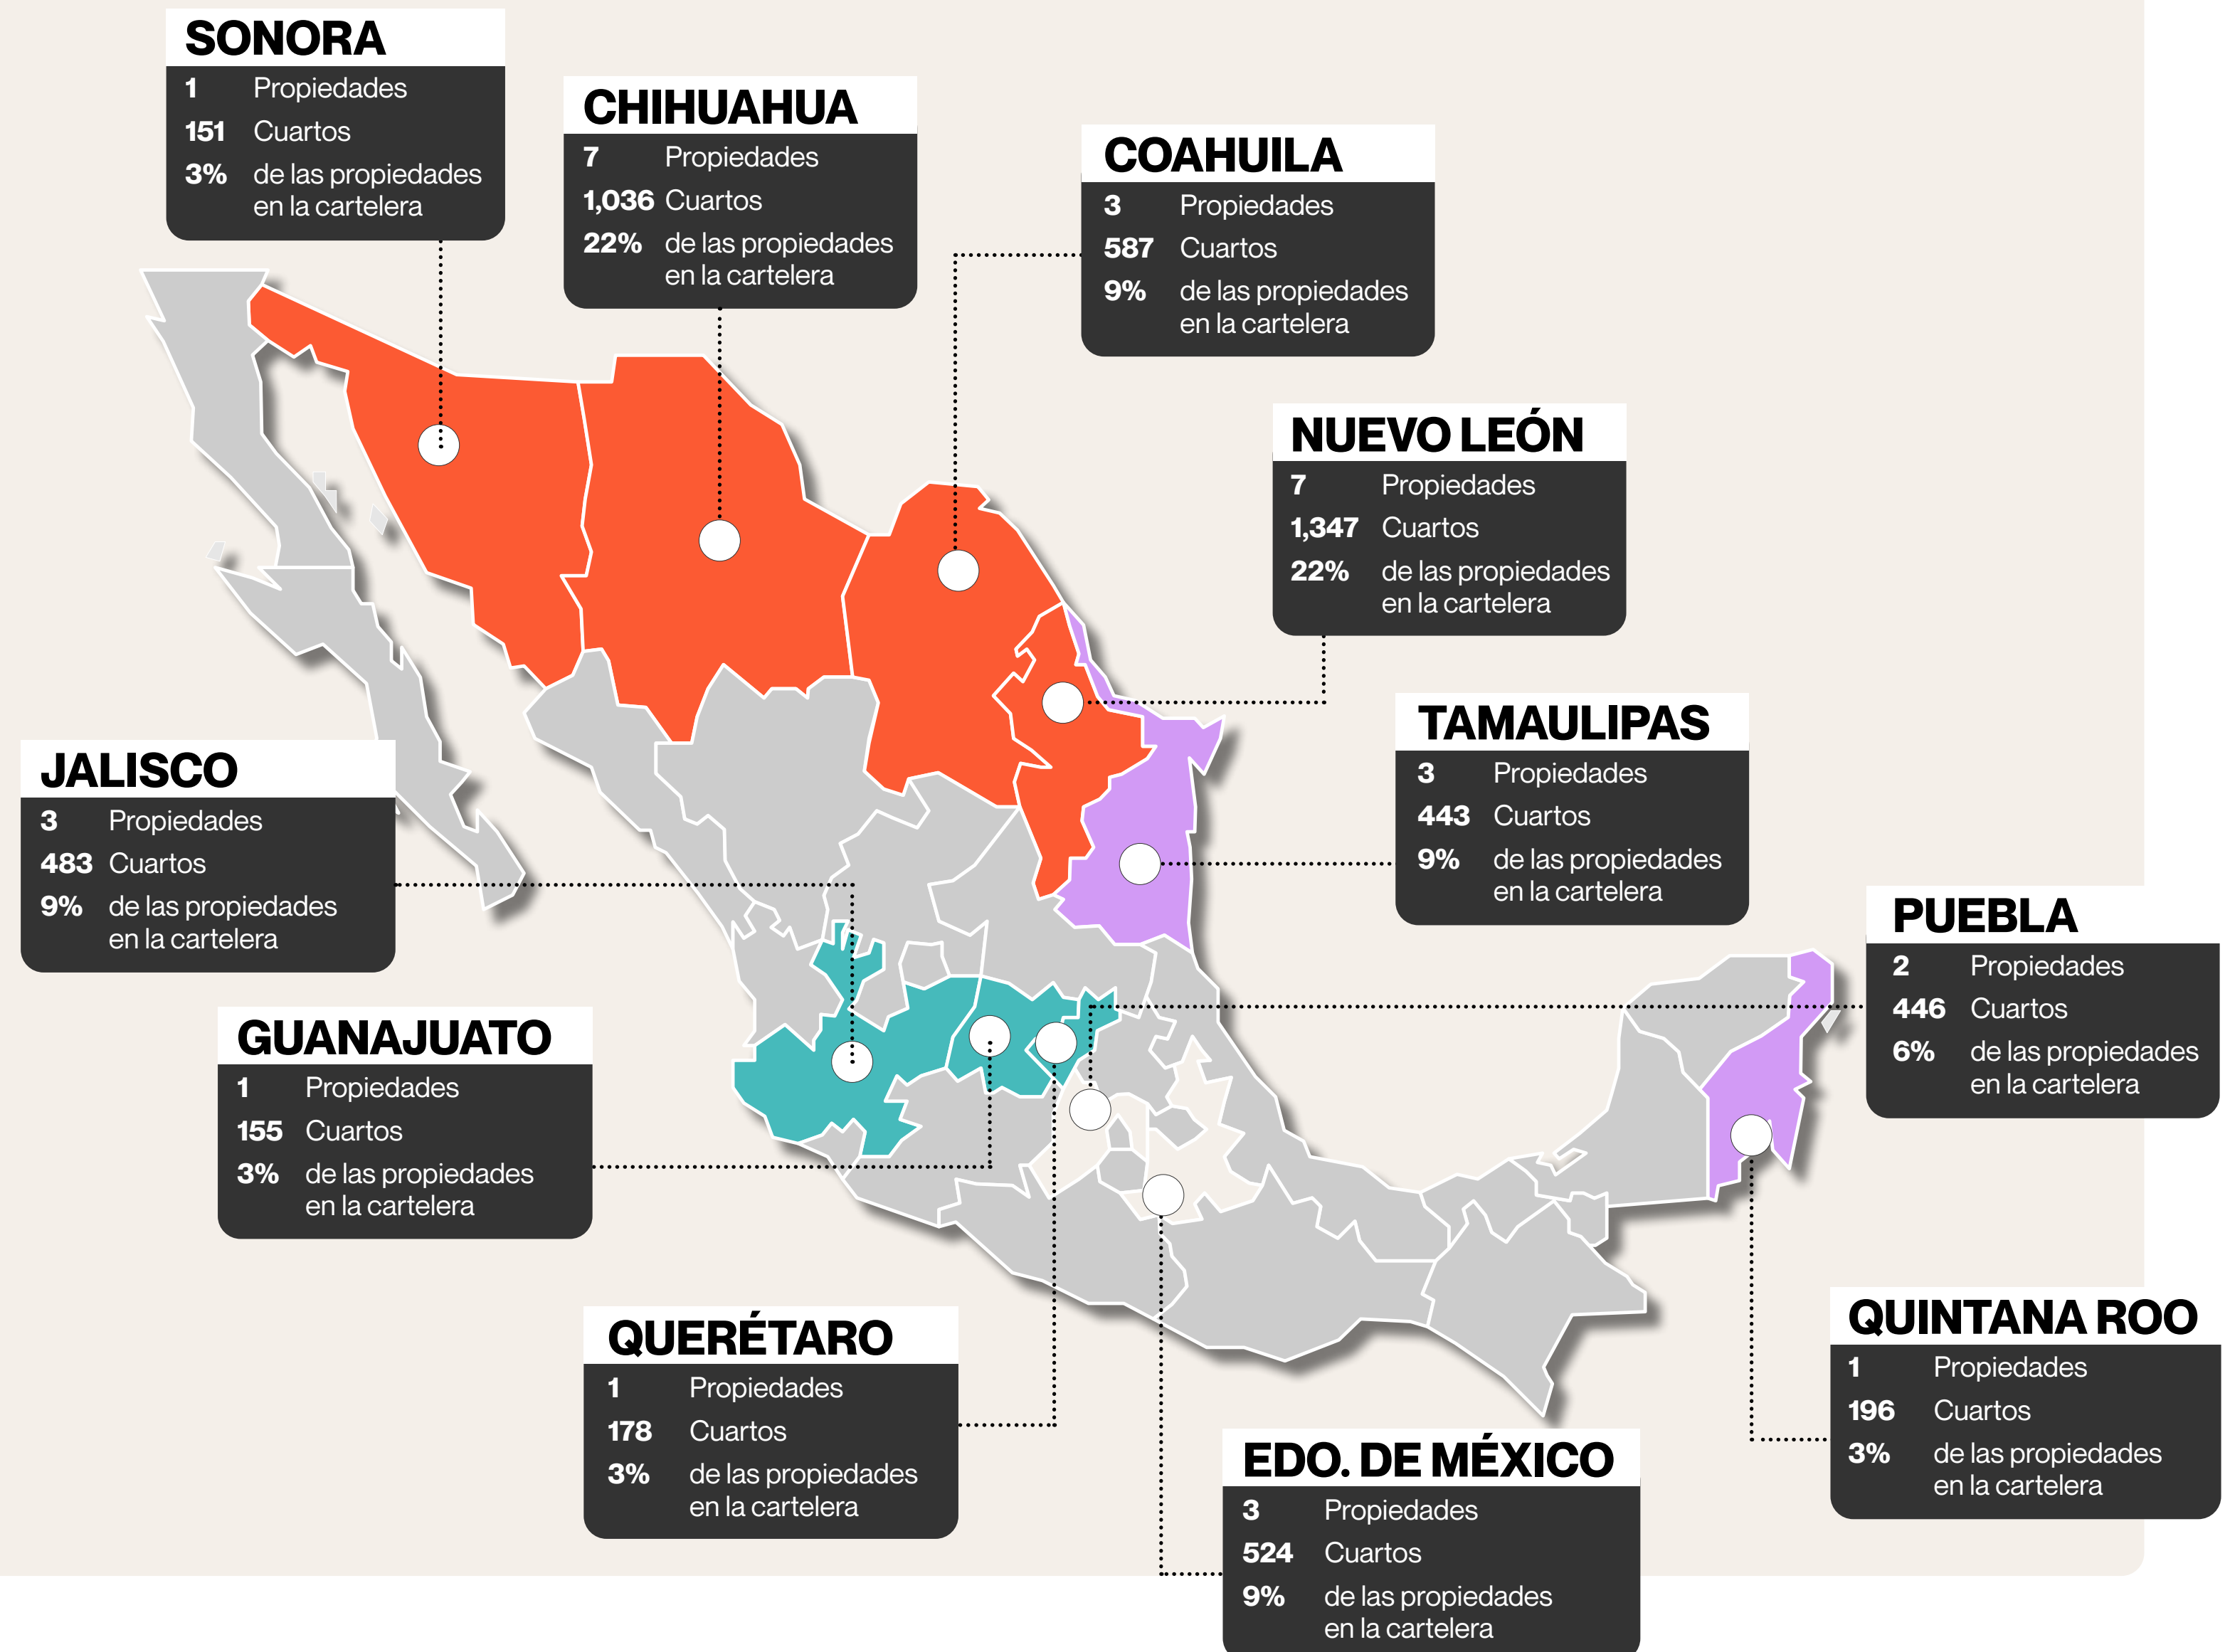 SONORA
1 Propiedades
151 Cuartos
3% de las propiedades
en la cartelera
CHIHUAHUA
7 Propiedades
1,036 Cuartos
22% de las propiedades
en la cartelera
COAHUILA
3 Propiedades
587 Cuartos
9% de las propiedades
en la cartelera
NUEVO LEÓN
7 Propiedades
1,347 Cuartos
22% de las propiedades
en la cartelera
TAMAULIPAS
3 Propiedades
443 Cuartos
9% de las propiedades
en la cartelera
JALISCO
3 Propiedades
483 Cuartos
9% de las propiedades
en la cartelera
PUEBLA
2 Propiedades
446 Cuartos
6% de las propiedades
en la cartelera
GUANAJUATO
1 Propiedades
155 Cuartos
3% de las propiedades
en la cartelera
QUERÉTARO
1 Propiedades
178 Cuartos
3% de las propiedades
en la cartelera
QUINTANA ROO
1 Propiedades
196 Cuartos
3% de las propiedades
en la cartelera
EDO. DE MÉXICO
3 Propiedades
524 Cuartos
9% de las propiedades
en la cartelera